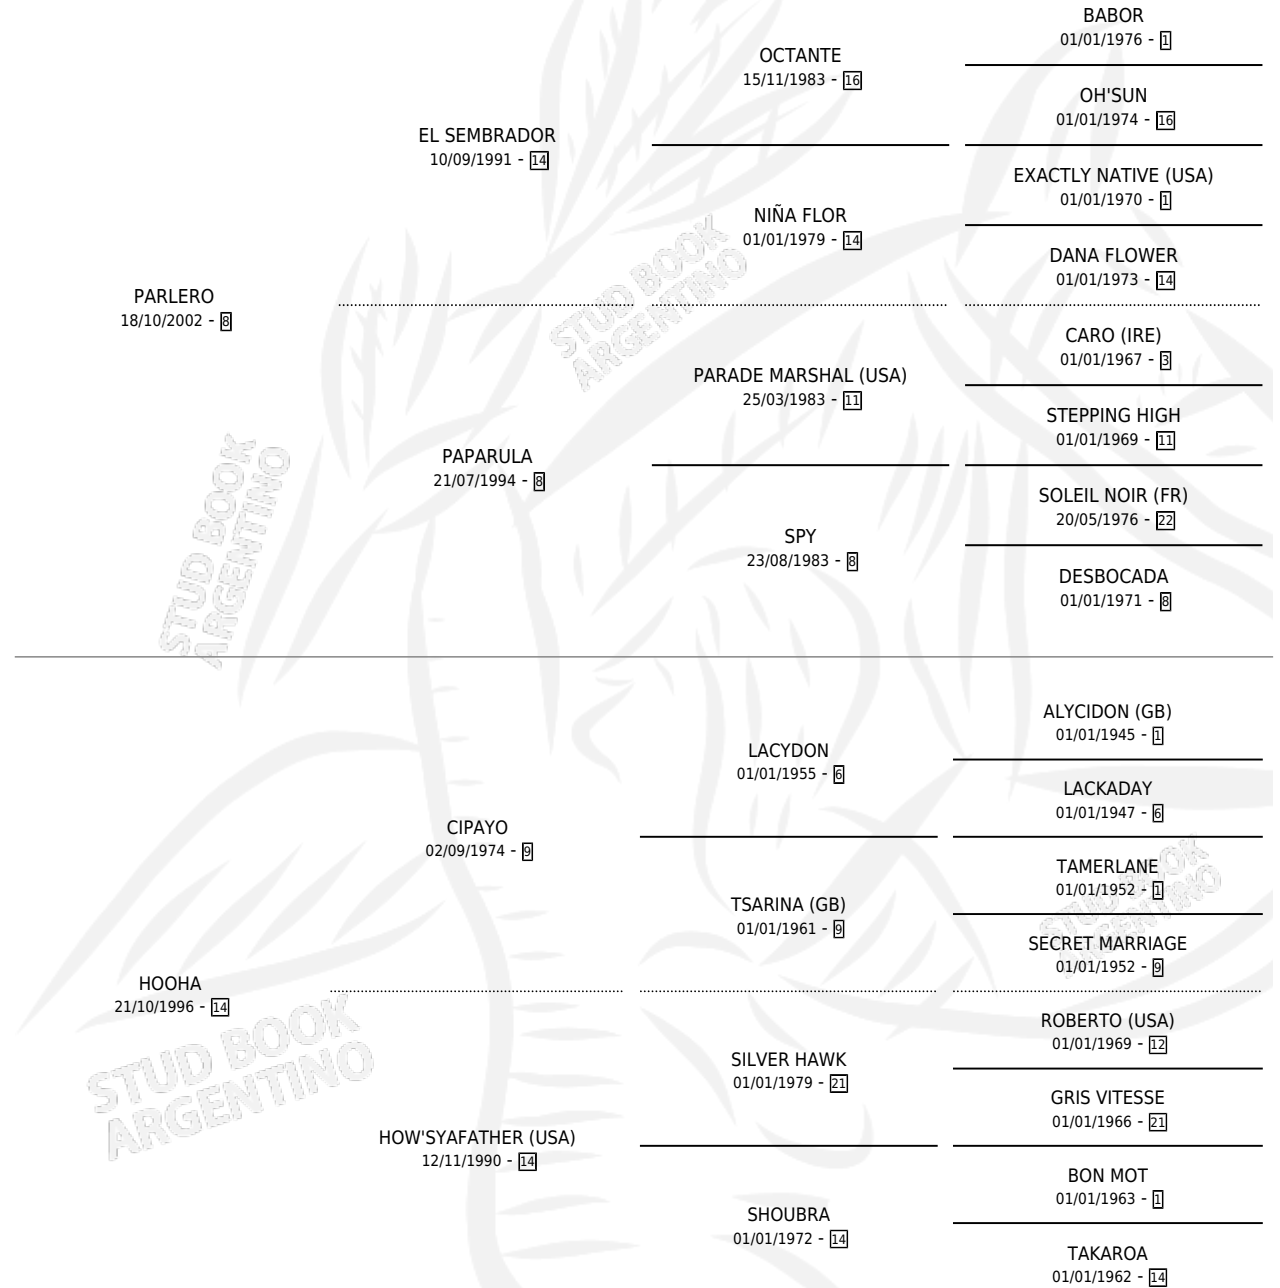 BABOR
01/01/1976 - 1
OCTANTE
15/11/1983 - 16
OH'SUN
01/01/1974 - 16
EL SEMBRADOR
10/09/1991 - 14
EXACTLY NATIVE (USA)
01/01/1970 - 1
NIÑA FLOR
01/01/1979 - 14
DANA FLOWER
01/01/1973 - 14
PARLERO
18/10/2002 - 8
CARO (IRE)
01/01/1967 - 3
PARADE MARSHAL (USA)
25/03/1983 - 11
STEPPING HIGH
01/01/1969 - 11
PAPARULA
21/07/1994 - 8
SOLEIL NOIR (FR)
20/05/1976 - 22
SPY
23/08/1983 - 8
DESBOCADA
01/01/1971 - 8
ALYCIDON (GB)
01/01/1945 - 1
LACYDON
01/01/1955 - 6
LACKADAY
01/01/1947 - 6
CIPAYO
02/09/1974 - 9
TAMERLANE
01/01/1952 - 1
TSARINA (GB)
01/01/1961 - 9
SECRET MARRIAGE
01/01/1952 - 9
HOOHA
21/10/1996 - 14
ROBERTO (USA)
01/01/1969 - 12
SILVER HAWK
01/01/1979 - 21
GRIS VITESSE
01/01/1966 - 21
HOW'SYAFATHER (USA)
12/11/1990 - 14
BON MOT
01/01/1963 - 1
SHOUBRA
01/01/1972 - 14
TAKAROA
01/01/1962 - 14
STUD BOOK
ARGENTINO
STUD BOOK
ARGENTINO
STUD BOOK
ARGENTINO
STUD BOOK
ARGENTINO